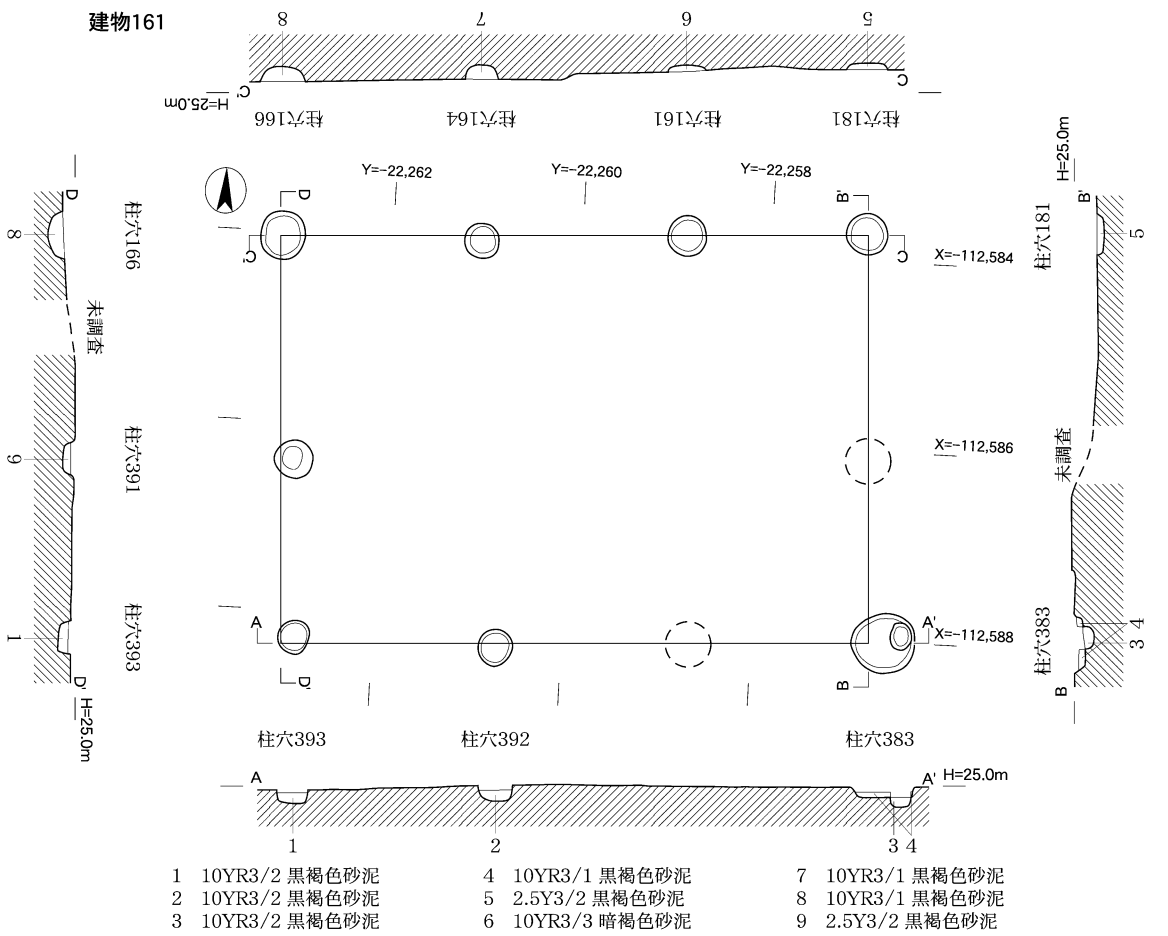 建物161
8
7
6
5
C'
C
H=25.0m
柱穴166
柱穴164
柱穴161
柱穴181
D
8
柱穴166
未調査
9
柱穴391
1
柱穴393
D'
H=25.0m
Y=-22,262
Y=-22,260
Y=-22,258
D
B'
C'
C
X=-112,584
X=-112,586
A
A'
X=-112,588
D'
B
H=25.0m
B'
柱穴181
5
未調査
柱穴383
4
3
B
柱穴393
柱穴392
柱穴383
A
A'
H=25.0m
1
2
3 4
1 10YR3/2 黒褐色砂泥
2 10YR3/2 黒褐色砂泥
3 10YR3/2 黒褐色砂泥
4 10YR3/1 黒褐色砂泥
5 2.5Y3/2 黒褐色砂泥
6 10YR3/3 暗褐色砂泥
7 10YR3/1 黒褐色砂泥
8 10YR3/1 黒褐色砂泥
9 2.5Y3/2 黒褐色砂泥